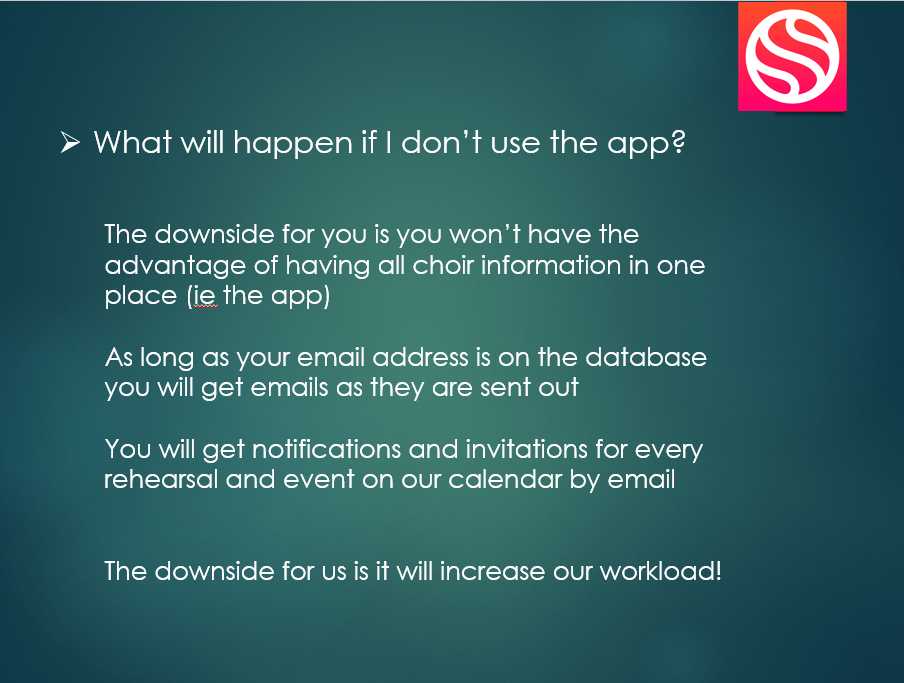 What will happen if I don't use the app?
The downside for you is you won't have the
advantage of having all choir information in one
place (ie the app)
As long as your email address is on the database
you will get emails as they are sent out
You will get notifications and invitations for every
rehearsal and event on our calendar by email
The downside for us is it will increase our workload!